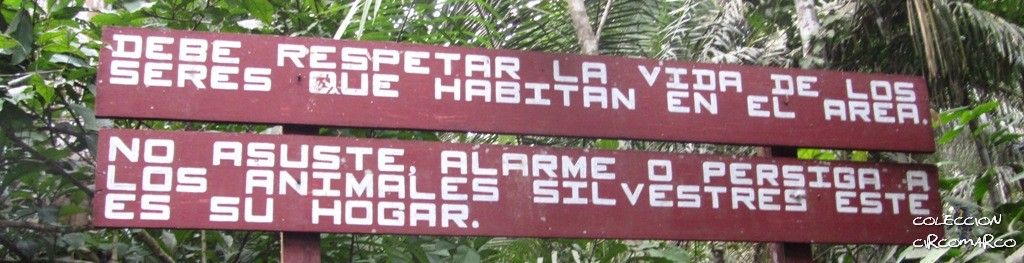 DEBE RESPETAR LA VIDA DE LOS
SERES QUE HABITAN EN EL AREA.
NO ASUSTE, ALARME O PERSIGA A
LOS ANIMALES SILVESTRES ESTE
ES SU HOGAR.
COLECCION
CIRCOMARCO